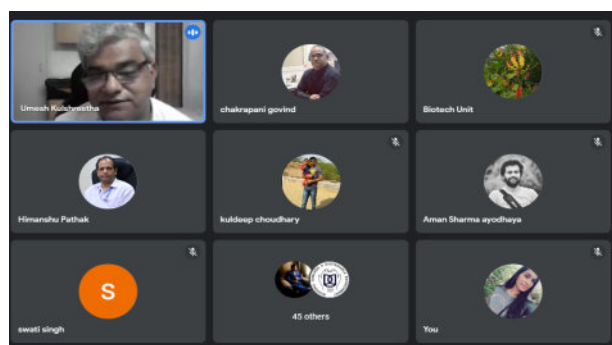 Umesh Kulshrestha
chakrapani govind
Biotech Unit
Himanshu Pathak
kuldeep choudhary
Aman Sharma ayodhaya
S
swati singh
45 others
You